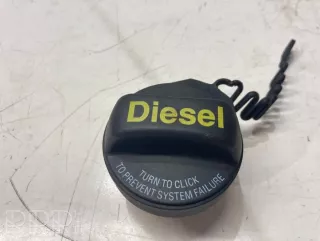 Diesel
TURN TO CLICK
TO PREVENT SYSTEM FAILURE